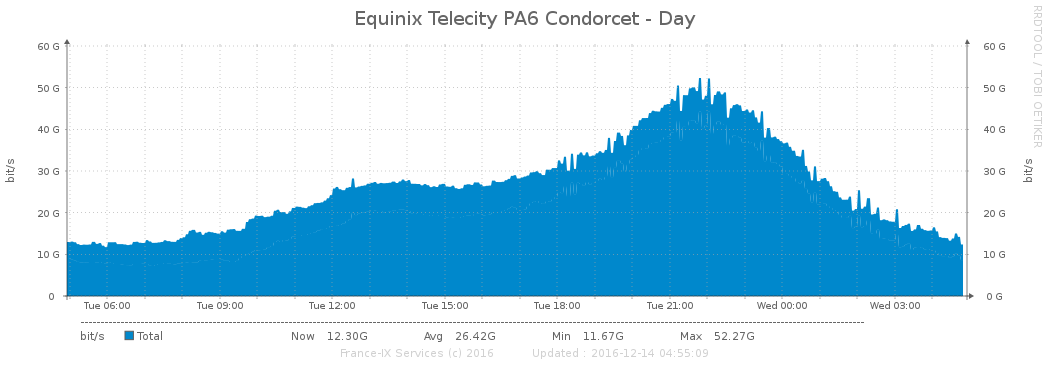 Equinix Telecity PA6 Condorcet - Day
RRDTOOL / TOBI OETIKER
bit/s
bit/s
60 G 60 G
50 G 50 G
40 G 40 G
30 G 30 G
20 G 20 G
10 G 10 G
0 0 G
Tue 06:00 Tue 09:00 Tue 12:00 Tue 15:00 Tue 18:00 Tue 21:00 Wed 00:00 Wed 03:00
bit/s Total Now 12.30G Avg 26.42G Min 11.67G Max 52.27G
France-IX Services (c) 2016 Updated : 2016-12-14 04:55:09